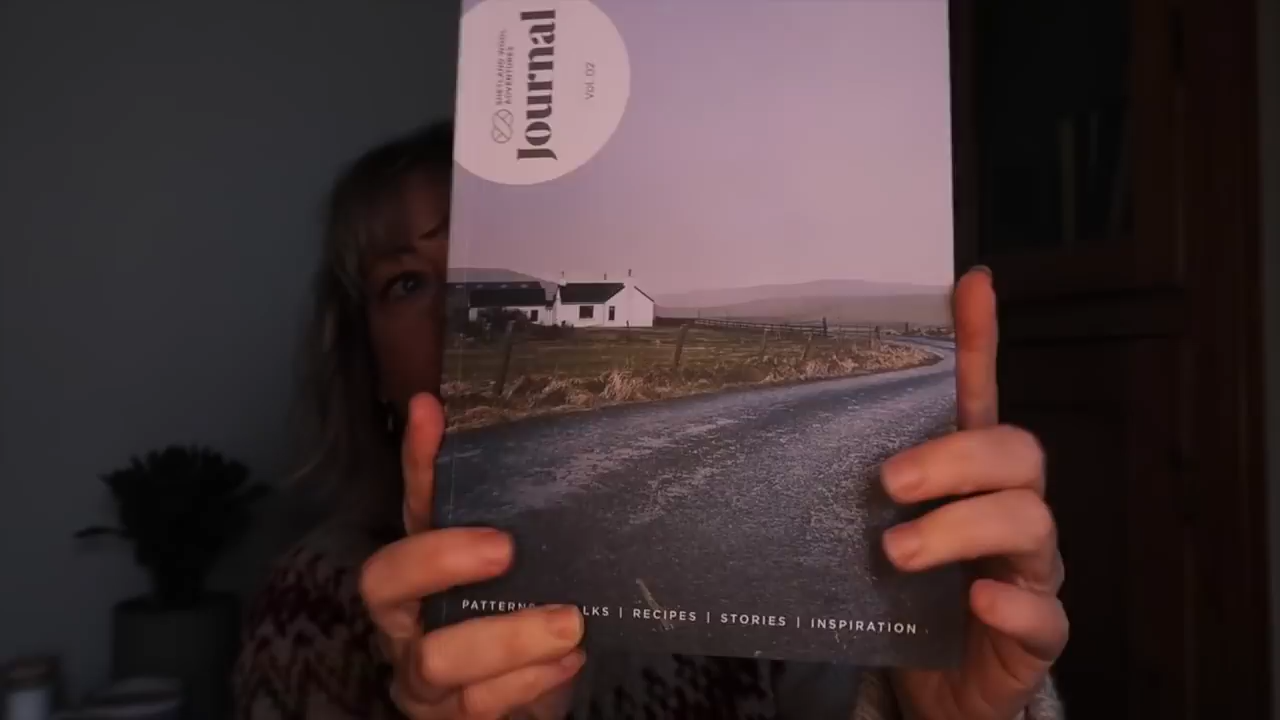 SHETLAND WOOL
ADVENTURES
Journal
Vol. 02
PATTERNS LKS | RECIPES | STORIES | INSPIRATION